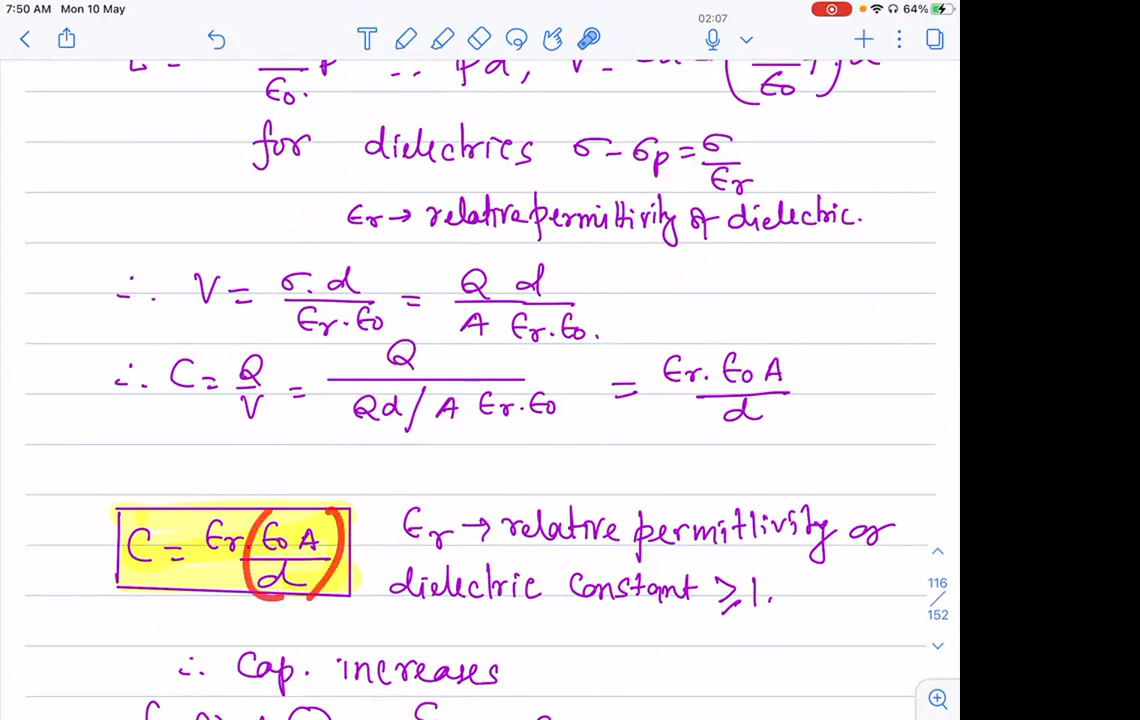 7:50 AM Mon 10 May
64%
02:07
ϵ₀.
for dielectrics σ - σp = σ/ϵr
ϵr → relative permittivity of dielectric.
∴ V = σ.d/ϵr.ϵ₀ = Q d/A ϵr.ϵ₀.
∴ C = Q/V = Q/(Qd/A ϵr.ϵ₀) = ϵr.ϵ₀ A/d
C = ϵr.(ϵ₀ A/d) ϵr → relative permitlivity or
dielectric constant ≥ 1.
116/152
∴ Cap. increases